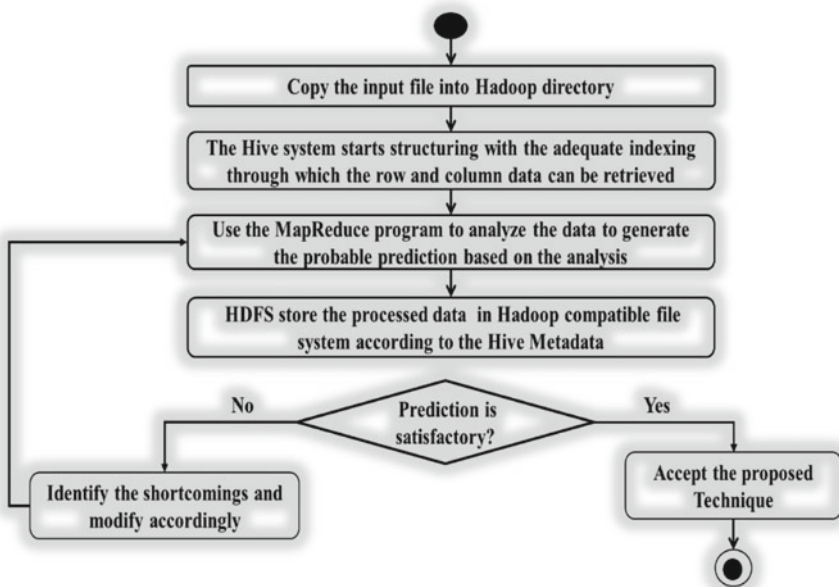 Copy the input file into Hadoop directory
The Hive system starts structuring with the adequate indexing
through which the row and column data can be retrieved
Use the MapReduce program to analyze the data to generate
the probable prediction based on the analysis
HDFS store the processed data in Hadoop compatible file
system according to the Hive Metadata
No
Prediction is
satisfactory?
Yes
Identify the shortcomings and
modify accordingly
Accept the proposed
Technique